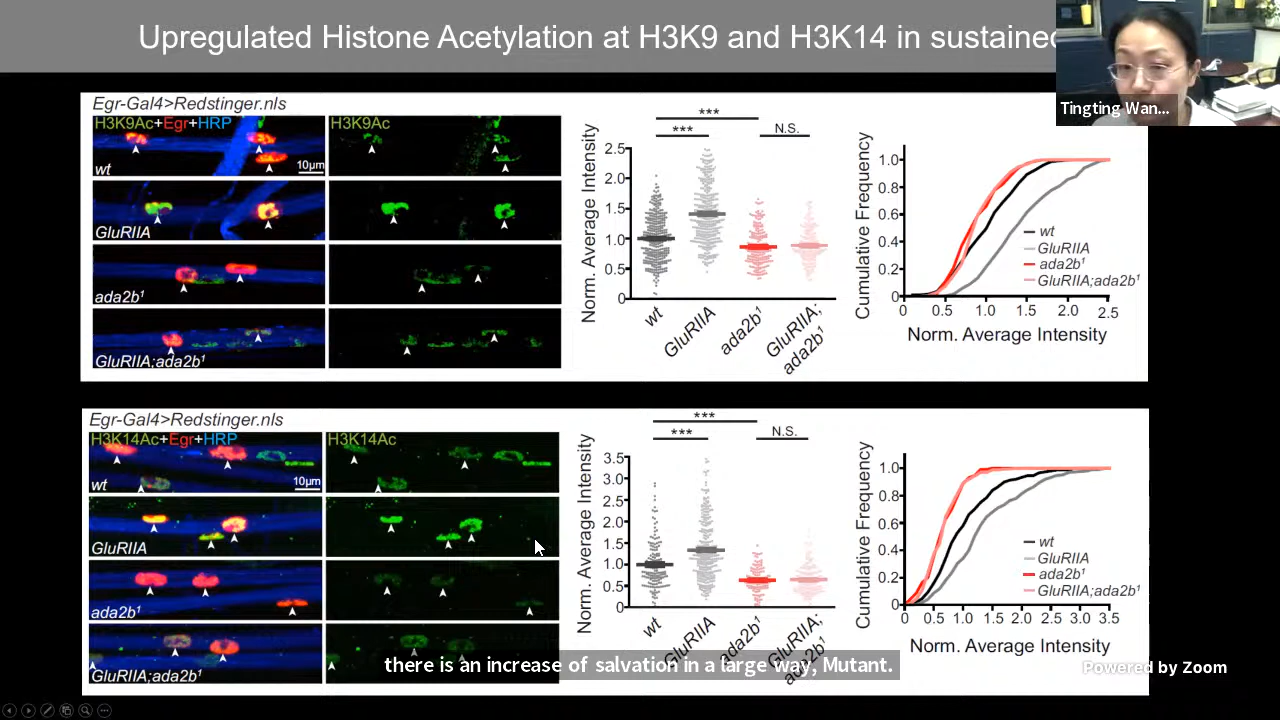 Upregulated Histone Acetylation at H3K9 and H3K14 in sustained
Tingting Wan...
Egr-Gal4>Redstinger.nls
H3K9Ac+Egr+HRP
H3K9Ac
wt
10μm
GluRIIA
ada2b¹
GluRIIA;ada2b¹
Norm. Average Intensity
***
***
N.S.
2.5
2.0
1.5
1.0
0.5
0
wt
GluRIIA
ada2b¹
GluRIIA;
ada2b¹
Cumulative Frequency
1.0
0.8
0.6
0.4
0.2
0
wt
GluRIIA
ada2b¹
GluRIIA;ada2b¹
0 0.5 1.0 1.5 2.0 2.5
Norm. Average Intensity
Egr-Gal4>Redstinger.nls
H3K14Ac+Egr+HRP
H3K14Ac
wt
10μm
GluRIIA
ada2b¹
GluRIIA;ada2b¹
Norm. Average Intensity
***
***
N.S.
3.5
3.0
2.5
2.0
1.5
1.0
0.5
0
wt
GluRIIA
ada2b¹
GluRIIA;
ada2b¹
Cumulative Frequency
1.0
0.8
0.6
0.4
0.2
0
wt
GluRIIA
ada2b¹
GluRIIA;ada2b¹
0 0.5 1.0 1.5 2.0 2.5 3.0 3.5
Norm. Average Intensity
there is an increase of salvation in a large way, Mutant.
Powered by Zoom